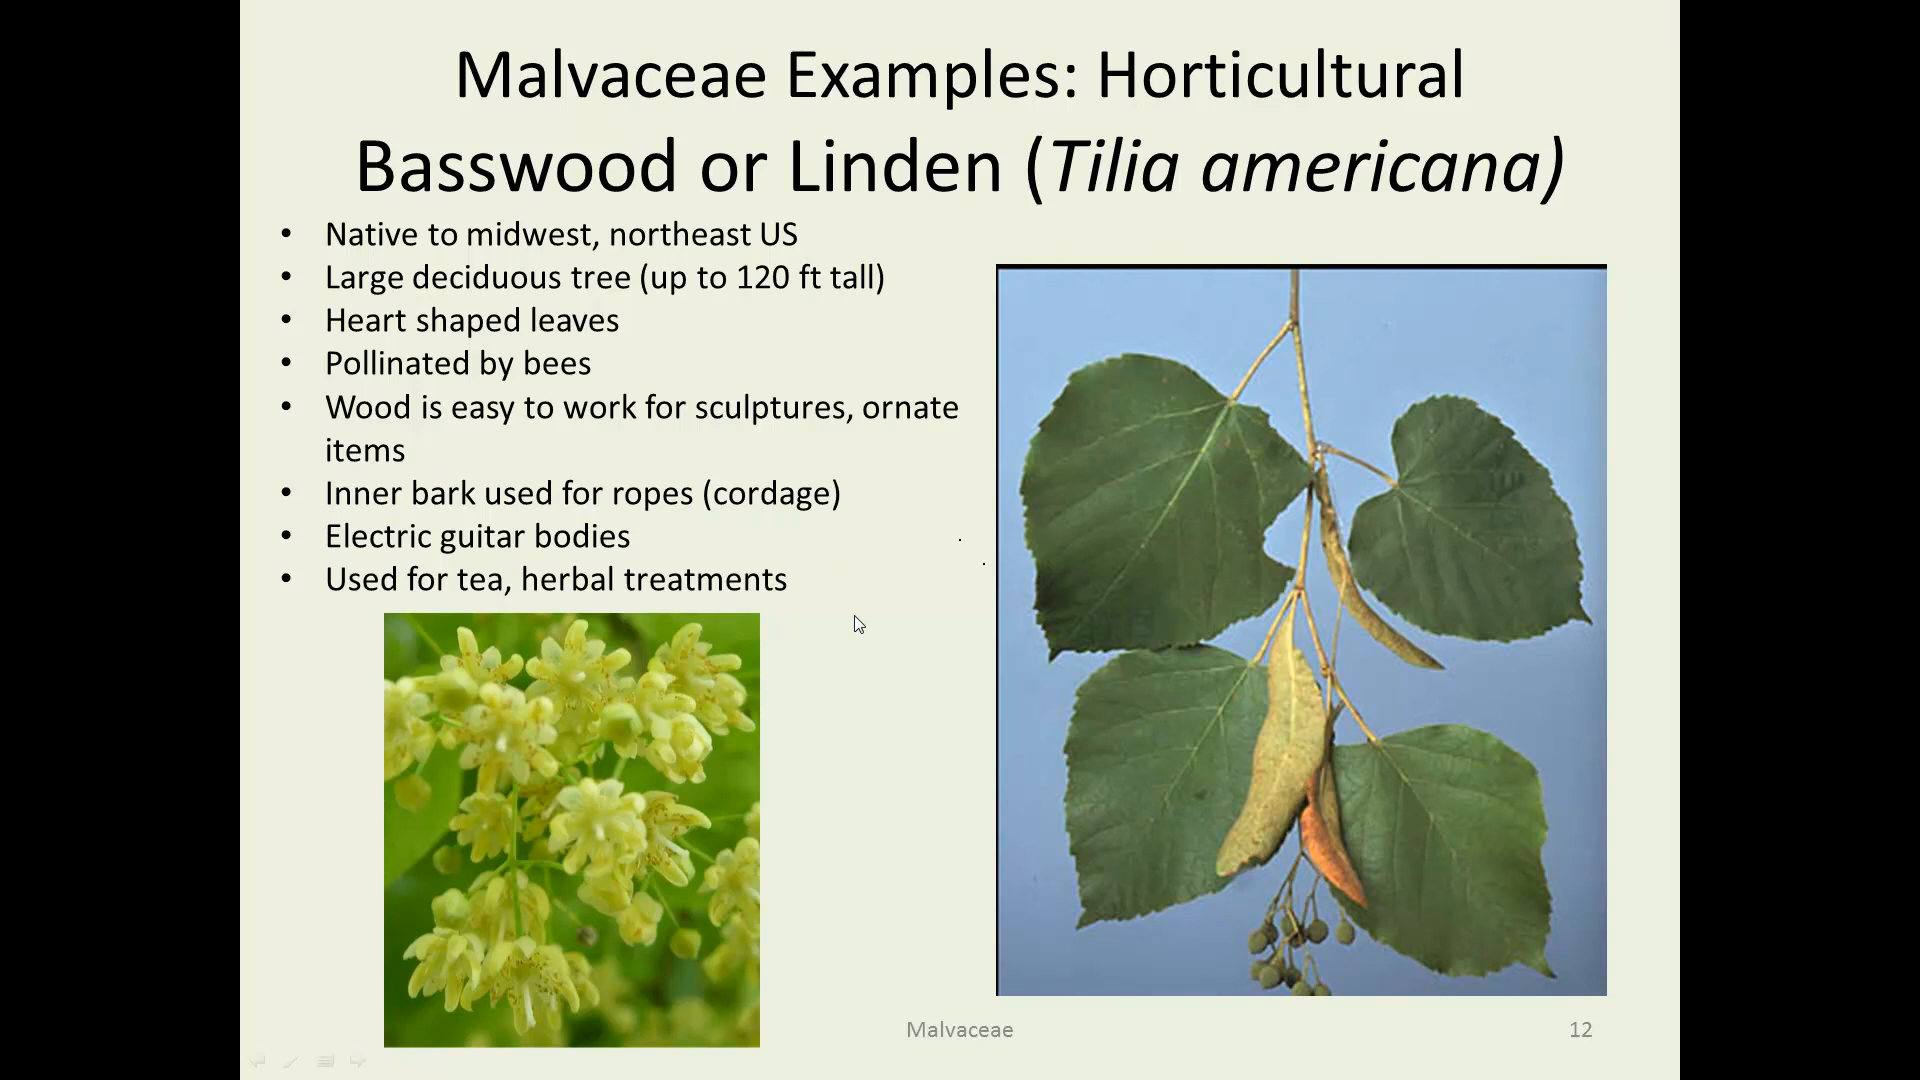 Malvaceae Examples: Horticultural
Basswood or Linden (Tilia americana)
• Native to midwest, northeast US
• Large deciduous tree (up to 120 ft tall)
• Heart shaped leaves
• Pollinated by bees
• Wood is easy to work for sculptures, ornate
items
• Inner bark used for ropes (cordage)
• Electric guitar bodies
• Used for tea, herbal treatments
Malvaceae
12